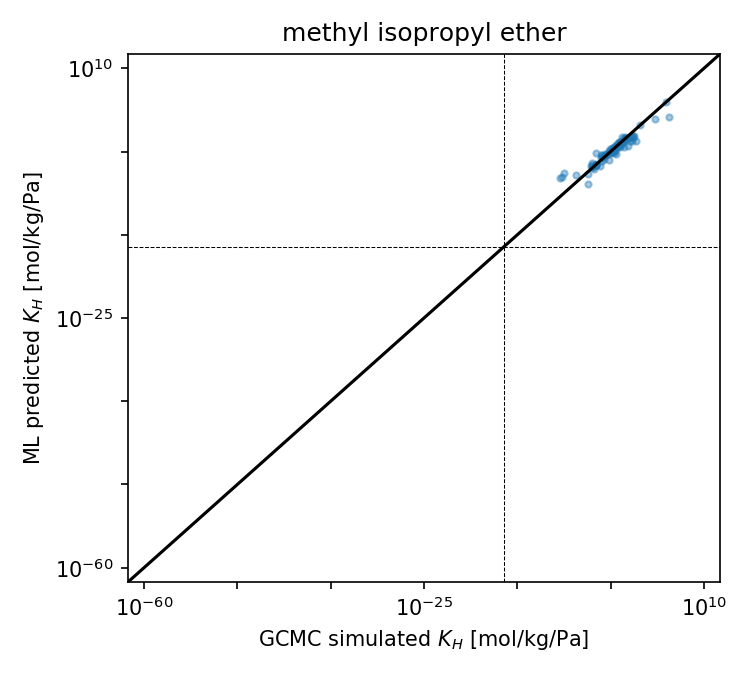 methyl isopropyl ether
10^10
10^-25
10^-60
ML predicted K_H [mol/kg/Pa]
10^-60
10^-25
10^10
GCMC simulated K_H [mol/kg/Pa]